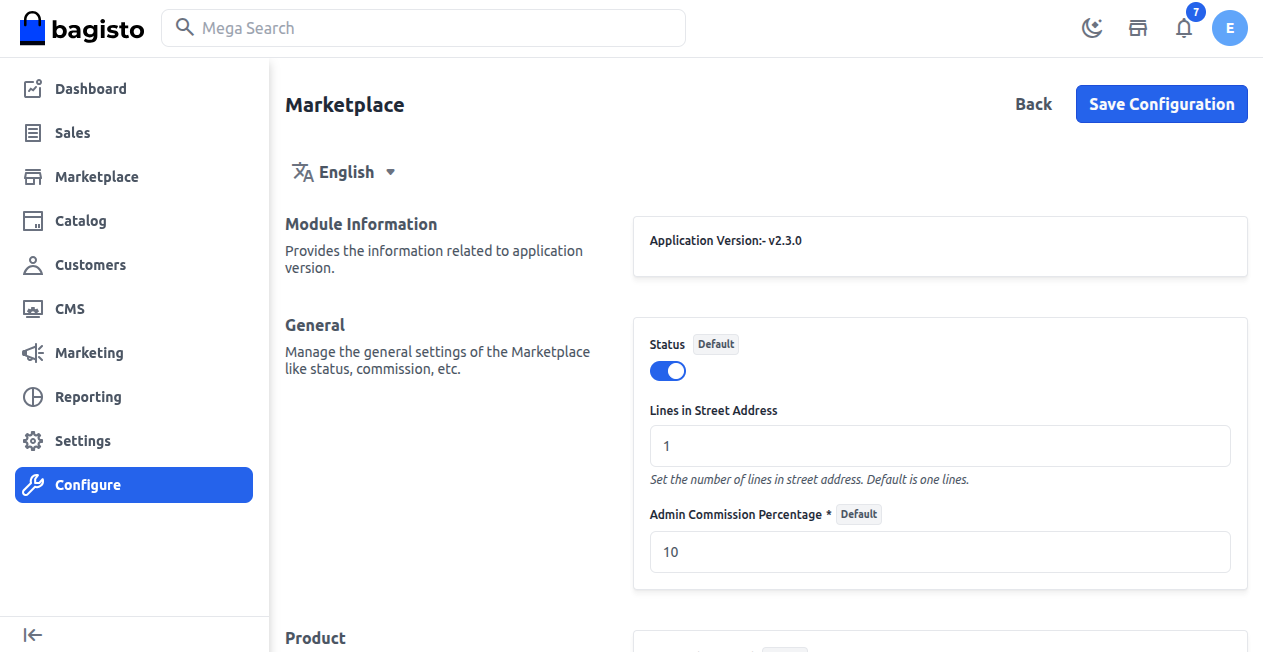 bagisto
Mega Search
7
E
Dashboard
Sales
Marketplace
Catalog
Customers
CMS
Marketing
Reporting
Settings
Configure
Marketplace
Back
Save Configuration
English
Module Information
Provides the information related to application
version.
Application Version:- v2.3.0
General
Manage the general settings of the Marketplace
like status, commission, etc.
Status Default
Lines in Street Address
1
Set the number of lines in street address. Default is one lines.
Admin Commission Percentage * Default
10
Product